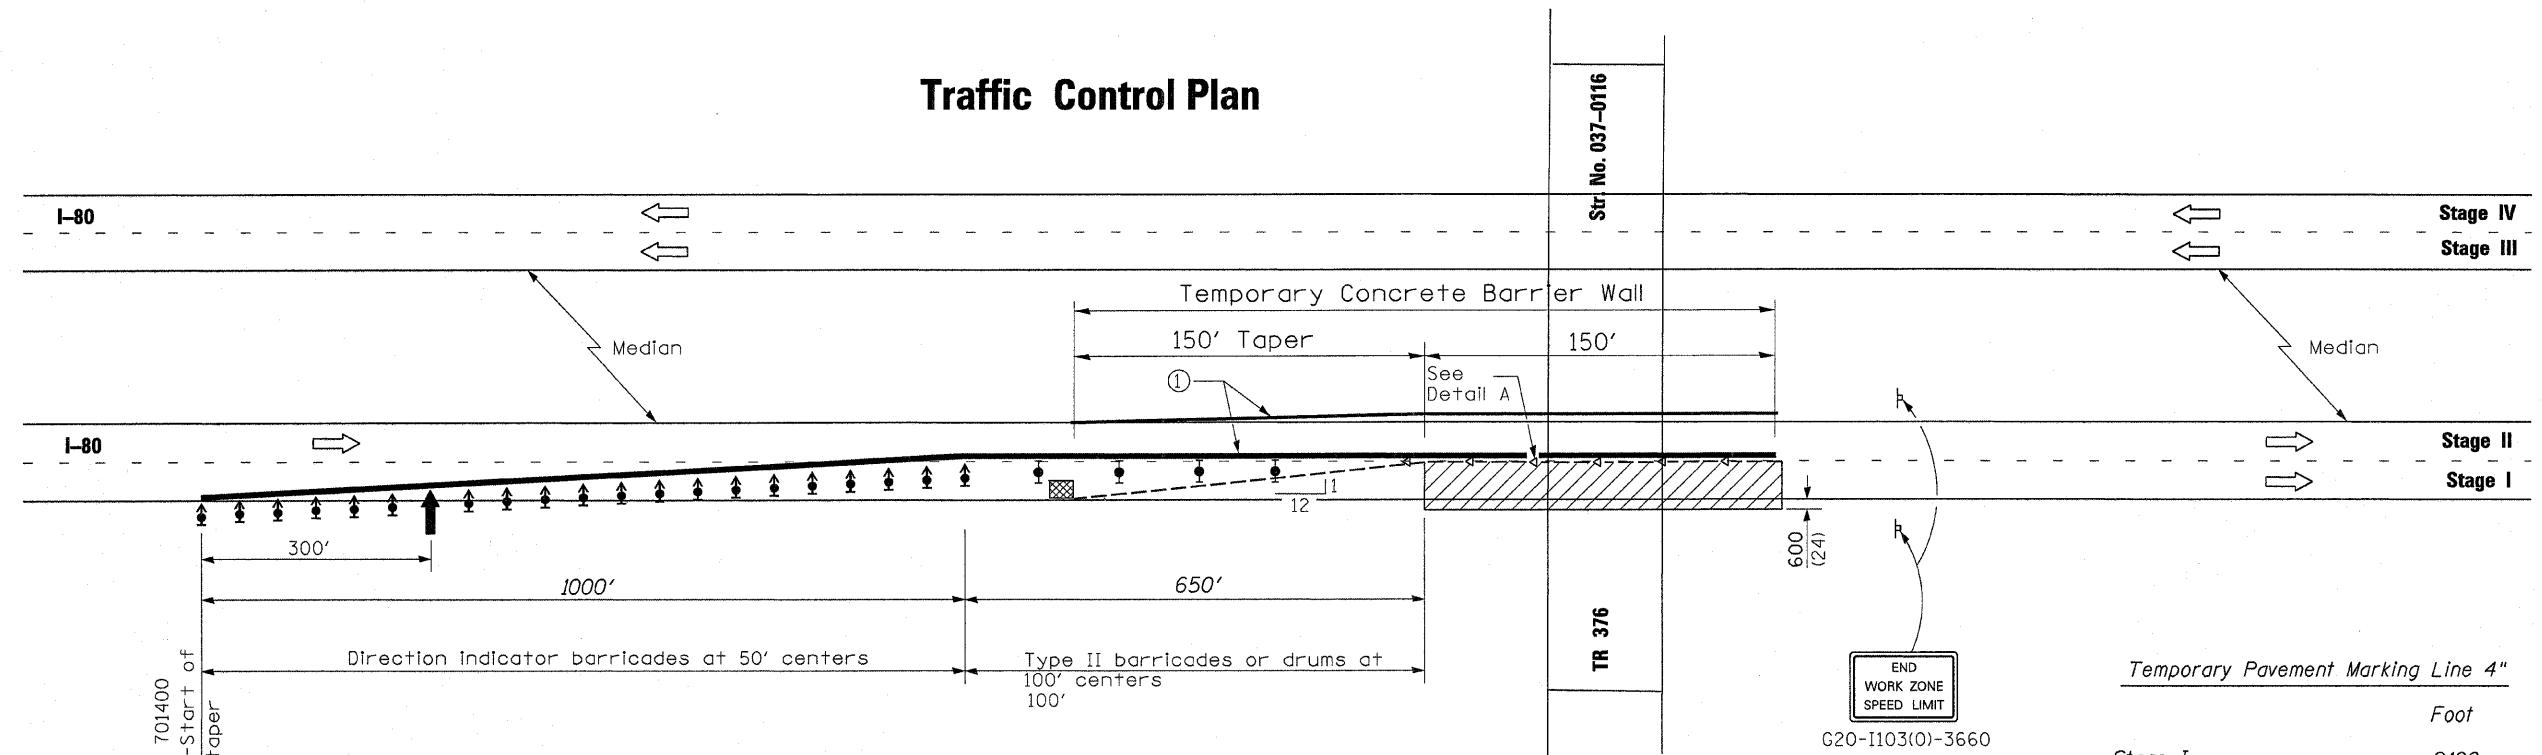 Traffic Control Plan
Str. No. 037-0116
I-80
Stage IV
Stage III
Temporary Concrete Barrier Wall
150' Taper
150'
Median
Median
1
See
Detail A
I-80
Stage II
Stage I
1
12
600
(24)
300'
1000'
650'
TR 376
Direction indicator barricades at 50' centers
Type II barricades or drums at
100' centers
100'
701400
-Start of
taper
END
WORK ZONE
SPEED LIMIT
G20-I103(0)-3660
Temporary Pavement Marking Line 4"
Foot